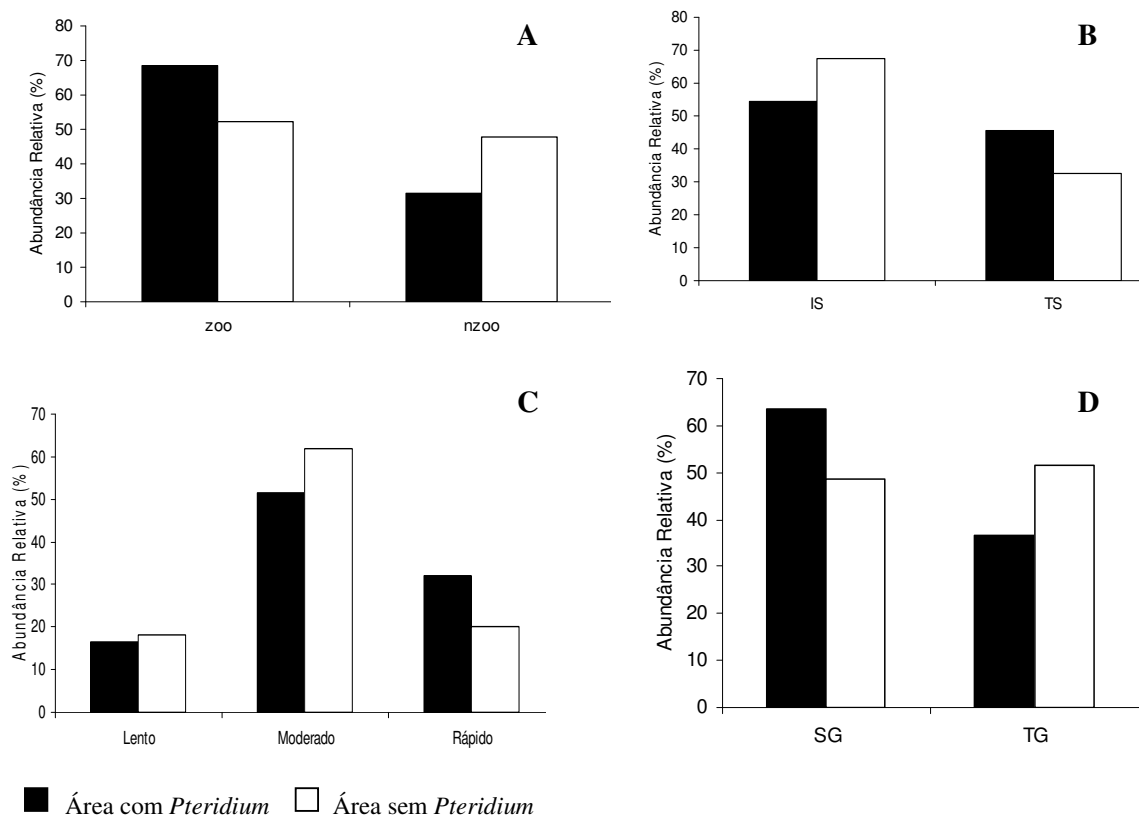 A
Abundância Relativa (%)
80
70
60
50
40
30
20
10
0
zoo nzoo
B
Abundância Relativa (%)
80
70
60
50
40
30
20
10
0
IS TS
C
Abundância Relativa (%)
70
60
50
40
30
20
10
0
Lento Moderado Rápido
D
Abundância Relativa (%)
70
60
50
40
30
20
10
0
SG TG
Área com Pteridium Área sem Pteridium